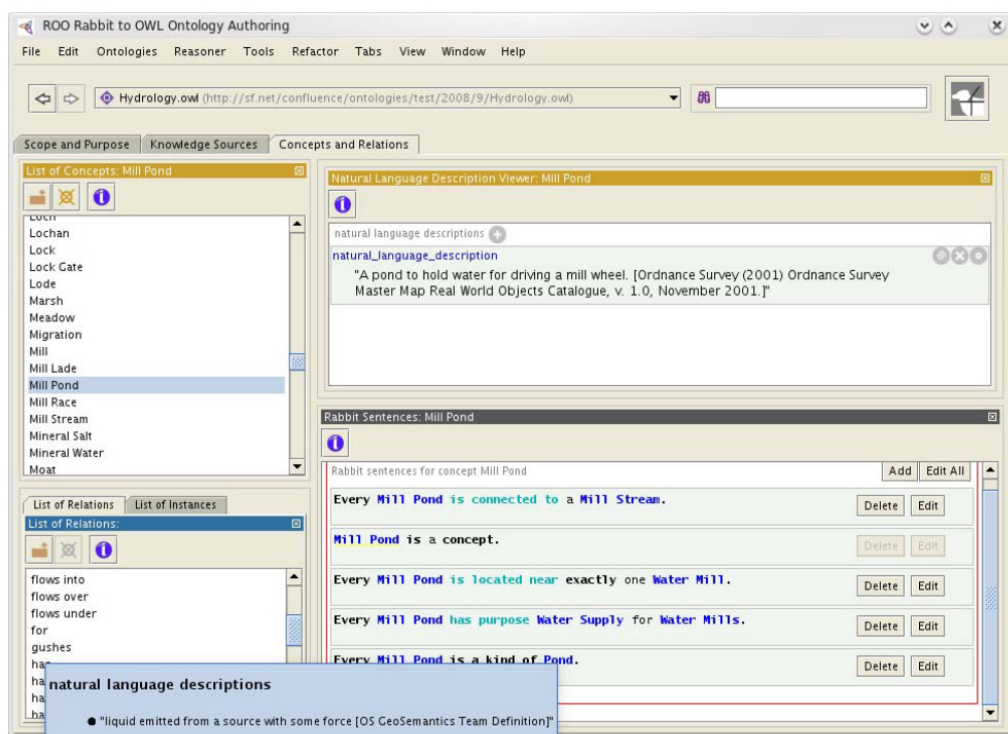 ROO Rabbit to OWL Ontology Authoring
File Edit Ontologies Reasoner Tools Refactor Tabs View Window Help
Hydrology.owl (http://sf.net/confluence/ontologies/test/2008/9/Hydrology.owl)
Scope and Purpose Knowledge Sources Concepts and Relations
List of Concepts: Mill Pond
Loch
Lochan
Lock
Lock Gate
Lode
Marsh
Meadow
Migration
Mill
Mill Lade
Mill Pond
Mill Race
Mill Stream
Mineral Salt
Mineral Water
Moat
List of Relations List of Instances
List of Relations:
flows into
flows over
flows under
for
gushes
has
ha
ha
ha
natural language descriptions
"liquid emitted from a source with some force [OS GeoSemantics Team Definition]"
Natural Language Description Viewer: Mill Pond
natural language descriptions
natural_language_description
"A pond to hold water for driving a mill wheel. [Ordnance Survey (2001) Ordnance Survey
Master Map Real World Objects Catalogue, v. 1.0, November 2001.]"
Rabbit Sentences: Mill Pond
Rabbit sentences for concept Mill Pond Add Edit All
Every Mill Pond is connected to a Mill Stream. Delete Edit
Mill Pond is a concept. Delete Edit
Every Mill Pond is located near exactly one Water Mill. Delete Edit
Every Mill Pond has purpose Water Supply for Water Mills. Delete Edit
Every Mill Pond is a kind of Pond. Delete Edit